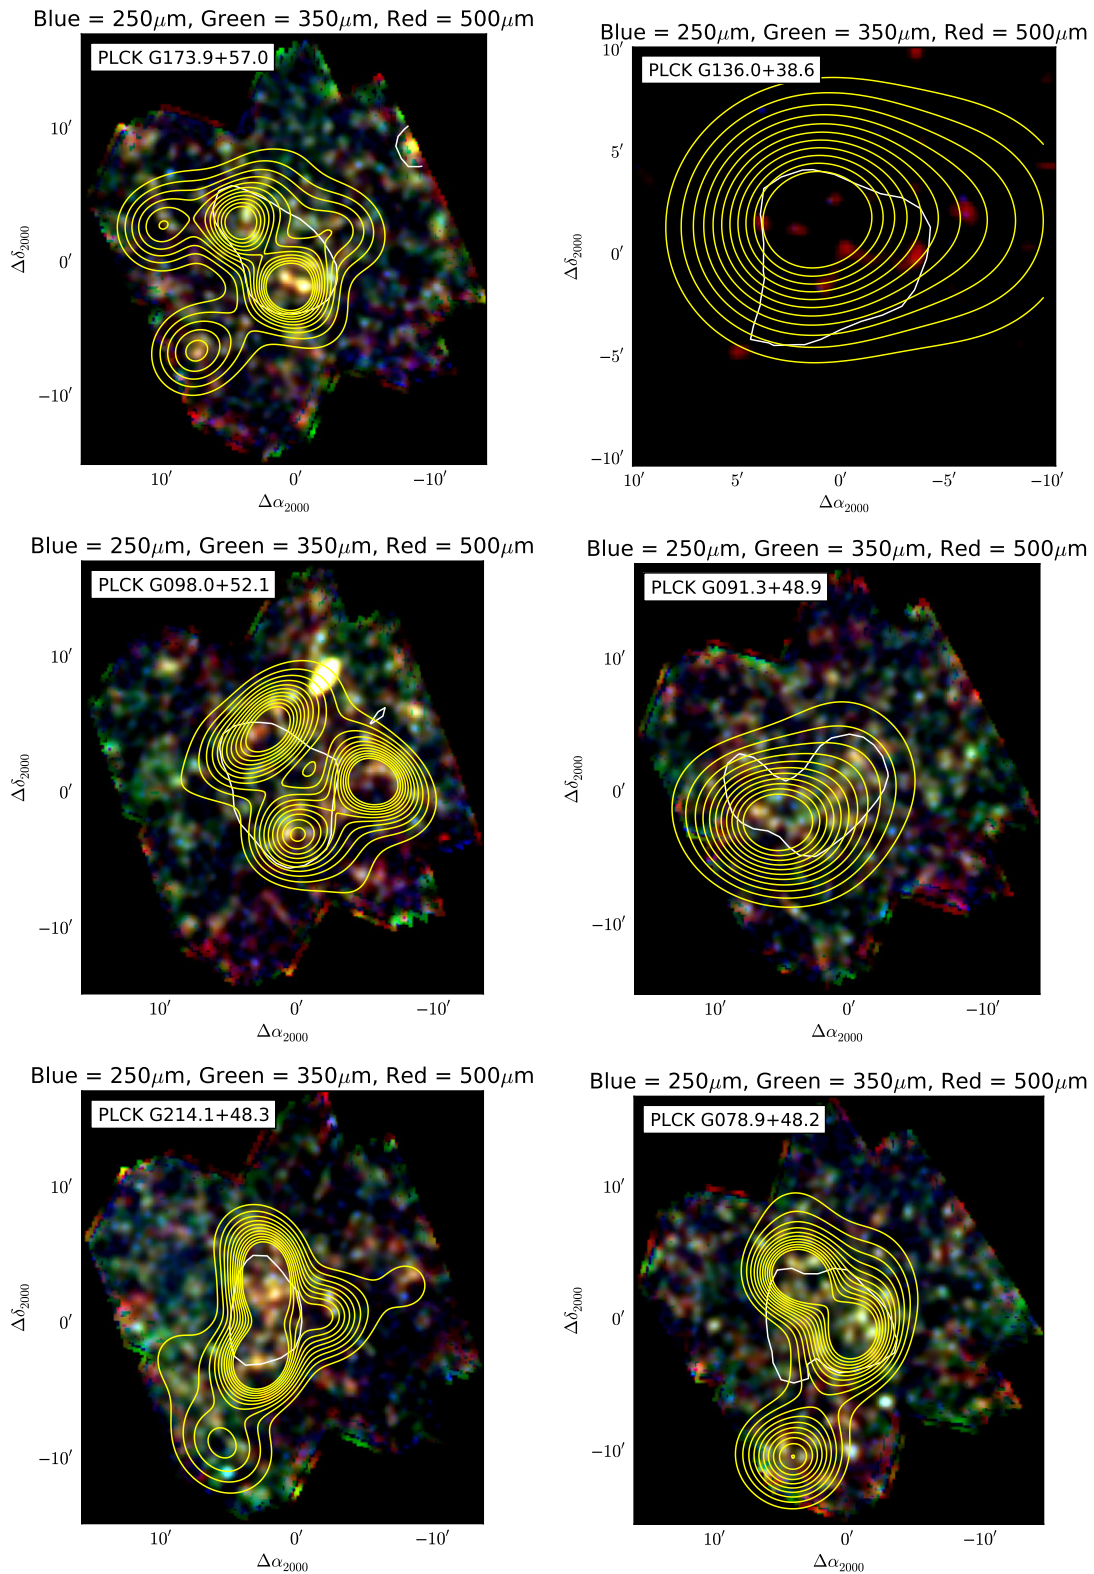 Blue = 250μm, Green = 350μm, Red = 500μm
PLCK G173.9+57.0
10′
0′
−10′
Δδ2000
10′ 0′ −10′
Δα2000
Blue = 250μm, Green = 350μm, Red = 500μm
PLCK G136.0+38.6
10′
5′
0′
−5′
−10′
Δδ2000
10′ 5′ 0′ −5′ −10′
Δα2000
Blue = 250μm, Green = 350μm, Red = 500μm
PLCK G098.0+52.1
10′
0′
−10′
Δδ2000
10′ 0′ −10′
Δα2000
Blue = 250μm, Green = 350μm, Red = 500μm
PLCK G091.3+48.9
10′
0′
−10′
Δδ2000
10′ 0′ −10′
Δα2000
Blue = 250μm, Green = 350μm, Red = 500μm
PLCK G214.1+48.3
10′
0′
−10′
Δδ2000
10′ 0′ −10′
Δα2000
Blue = 250μm, Green = 350μm, Red = 500μm
PLCK G078.9+48.2
10′
0′
−10′
Δδ2000
10′ 0′ −10′
Δα2000